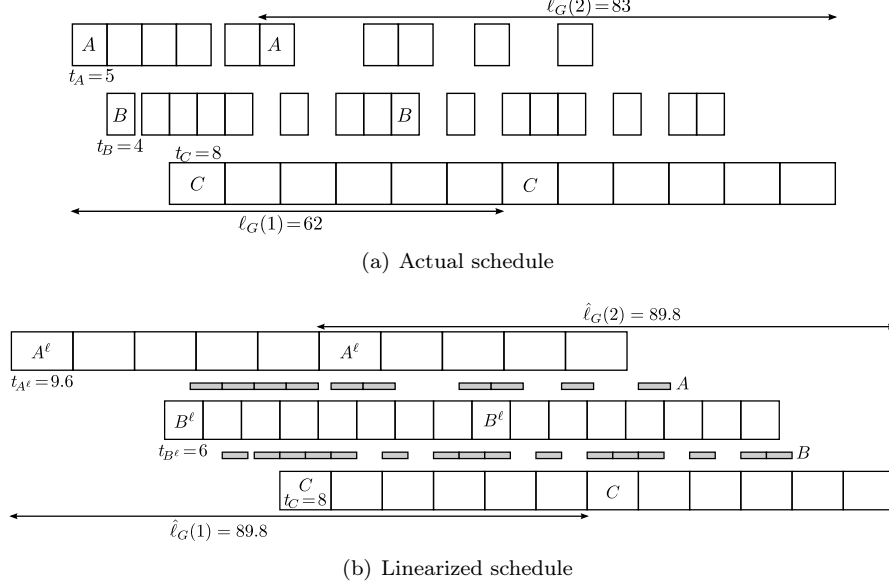 ℓ_G(2) = 83
A A
t_A = 5
B B
t_B = 4
t_C = 8
C C
ℓ_G(1) = 62
(a) Actual schedule
ℓ̂_G(2) = 89.8
A^ℓ A^ℓ
t_{A^ℓ} = 9.6
A
B^ℓ B^ℓ
t_{B^ℓ} = 6
B
C C
t_C = 8
ℓ̂_G(1) = 89.8
(b) Linearized schedule